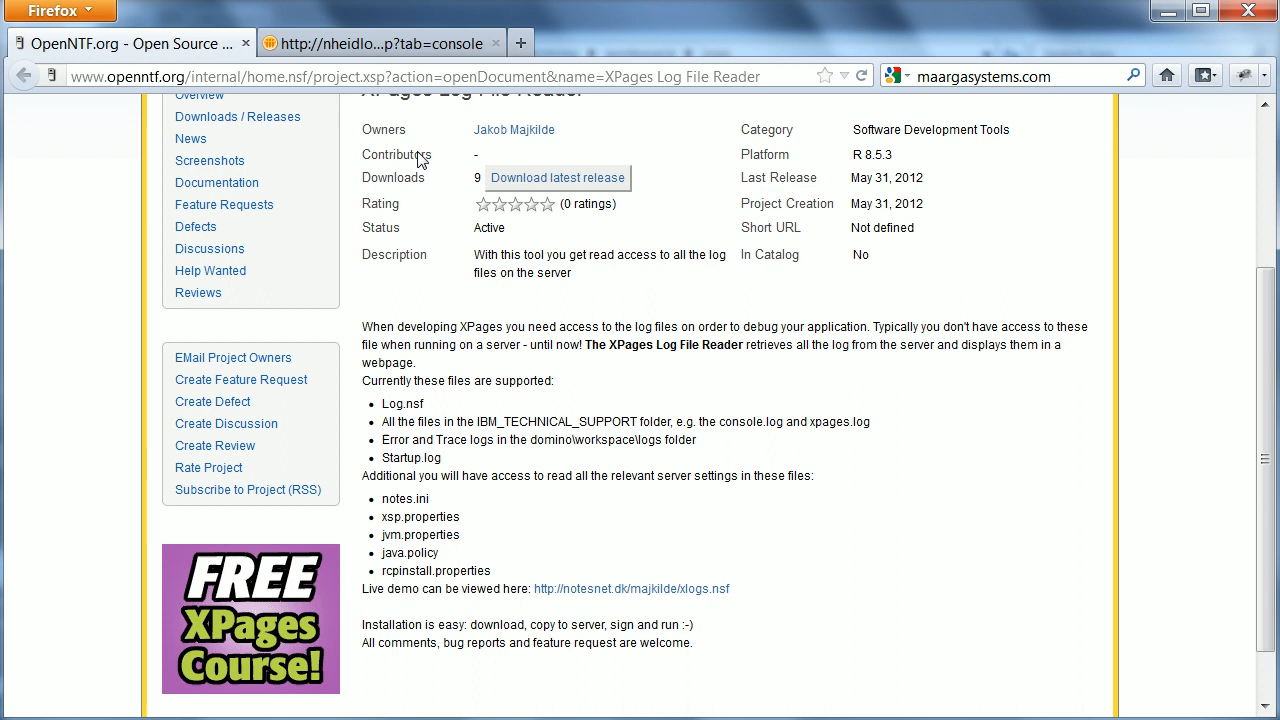 Firefox
OpenNTF.org - Open Source ...
http://nheidlo...p?tab=console
www.openntf.org/internal/home.nsf/project.xsp?action=openDocument&name=XPages Log File Reader
maargasystems.com
Overview
Downloads / Releases
News
Screenshots
Documentation
Feature Requests
Defects
Discussions
Help Wanted
Reviews
EMail Project Owners
Create Feature Request
Create Defect
Create Discussion
Create Review
Rate Project
Subscribe to Project (RSS)
FREE
XPages
Course!
XPages Log File Reader
Owners Jakob Majkilde Category Software Development Tools
Contributors - Platform R 8.5.3
Downloads 9 Download latest release Last Release May 31, 2012
Rating (0 ratings) Project Creation May 31, 2012
Status Active Short URL Not defined
Description With this tool you get read access to all the log In Catalog No
files on the server
When developing XPages you need access to the log files on order to debug your application. Typically you don't have access to these
file when running on a server - until now! The XPages Log File Reader retrieves all the log from the server and displays them in a
webpage.
Currently these files are supported:
• Log.nsf
• All the files in the IBM_TECHNICAL_SUPPORT folder, e.g. the console.log and xpages.log
• Error and Trace logs in the domino\workspace\logs folder
• Startup.log
Additional you will have access to read all the relevant server settings in these files:
• notes.ini
• xsp.properties
• jvm.properties
• java.policy
• rcpinstall.properties
Live demo can be viewed here: http://notesnet.dk/majkilde/xlogs.nsf
Installation is easy: download, copy to server, sign and run :-)
All comments, bug reports and feature request are welcome.